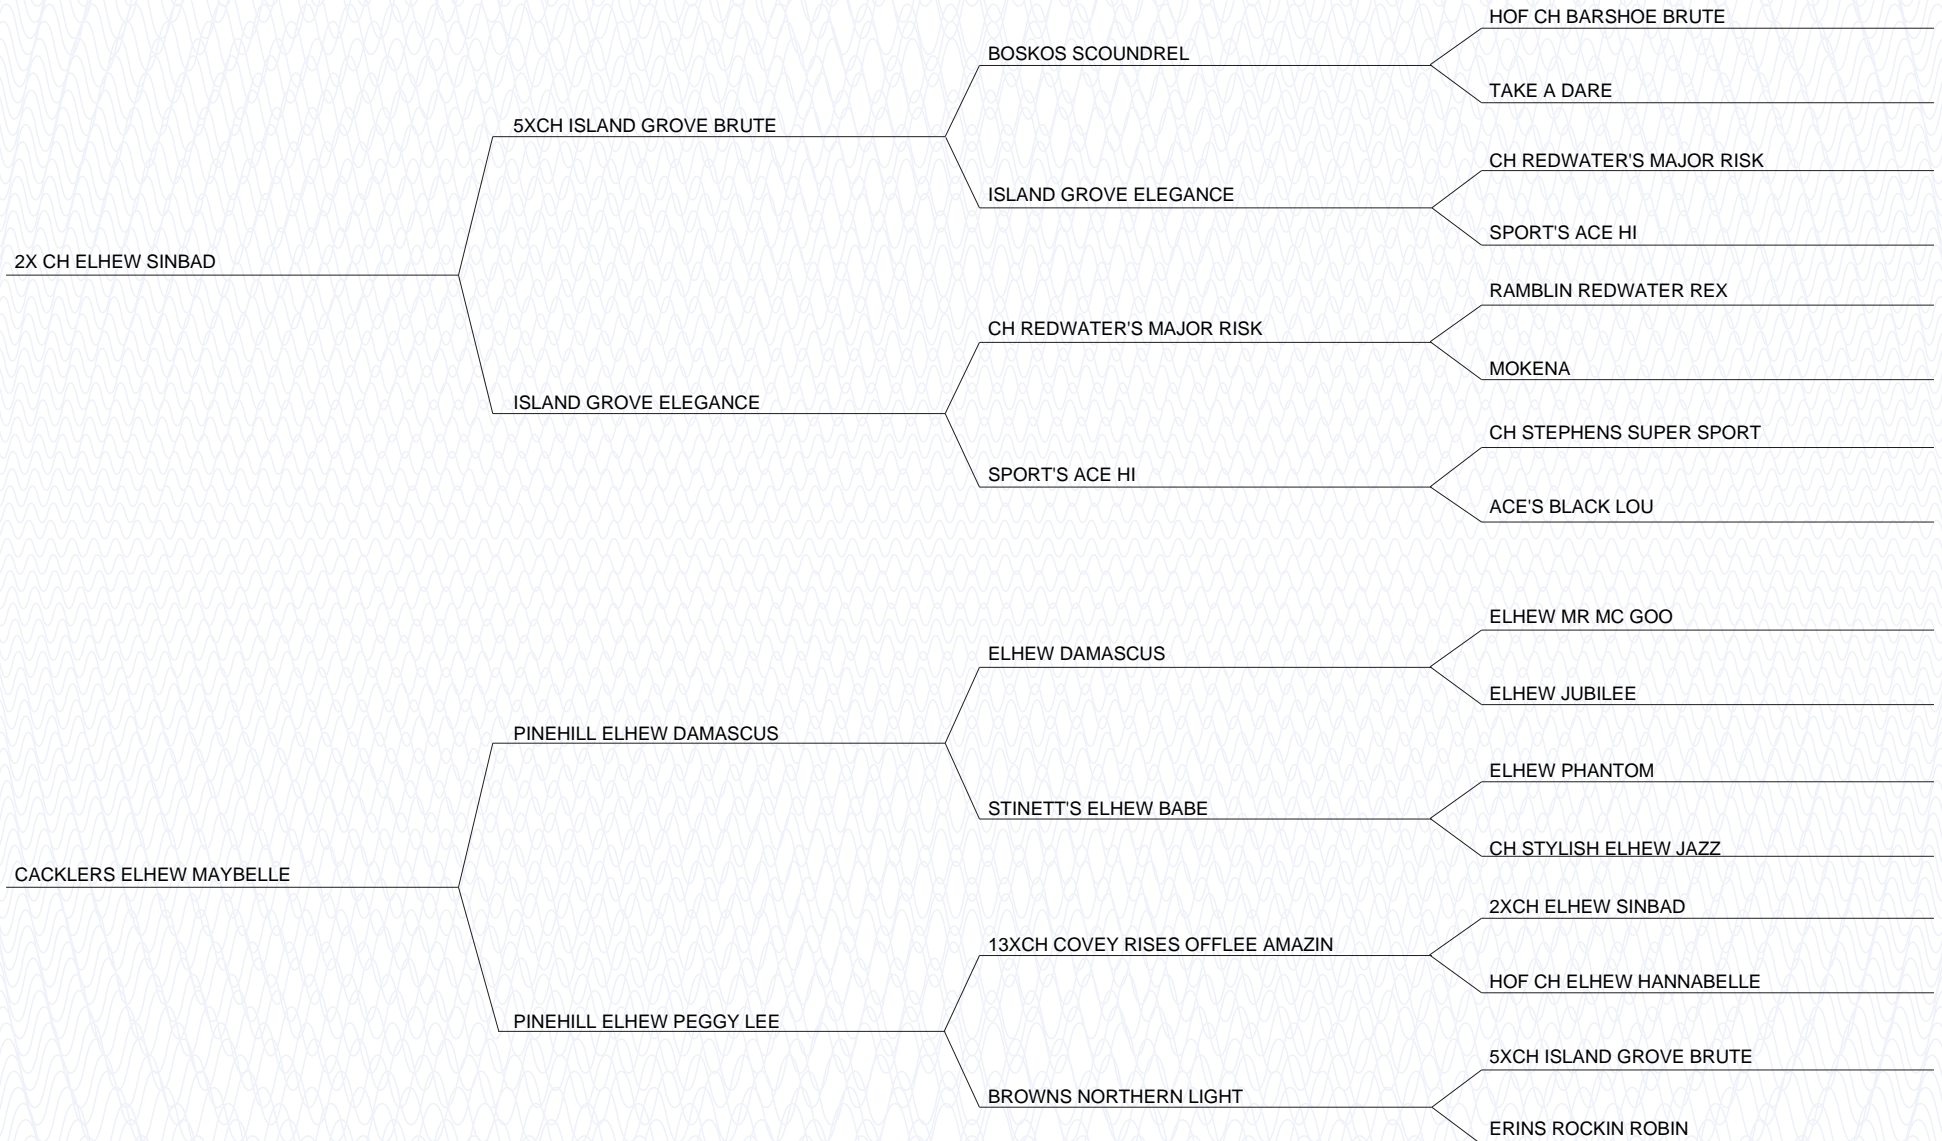 HOF CH BARSHOE BRUTE
BOSKOS SCOUNDREL
TAKE A DARE
5XCH ISLAND GROVE BRUTE
CH REDWATER'S MAJOR RISK
ISLAND GROVE ELEGANCE
SPORT'S ACE HI
2X CH ELHEW SINBAD
RAMBLIN REDWATER REX
CH REDWATER'S MAJOR RISK
MOKENA
ISLAND GROVE ELEGANCE
CH STEPHENS SUPER SPORT
SPORT'S ACE HI
ACE'S BLACK LOU
ELHEW MR MC GOO
ELHEW DAMASCUS
ELHEW JUBILEE
PINEHILL ELHEW DAMASCUS
ELHEW PHANTOM
STINETT'S ELHEW BABE
CH STYLISH ELHEW JAZZ
CACKLERS ELHEW MAYBELLE
2XCH ELHEW SINBAD
13XCH COVEY RISES OFFLEE AMAZIN
HOF CH ELHEW HANNABELLE
PINEHILL ELHEW PEGGY LEE
5XCH ISLAND GROVE BRUTE
BROWNS NORTHERN LIGHT
ERINS ROCKIN ROBIN